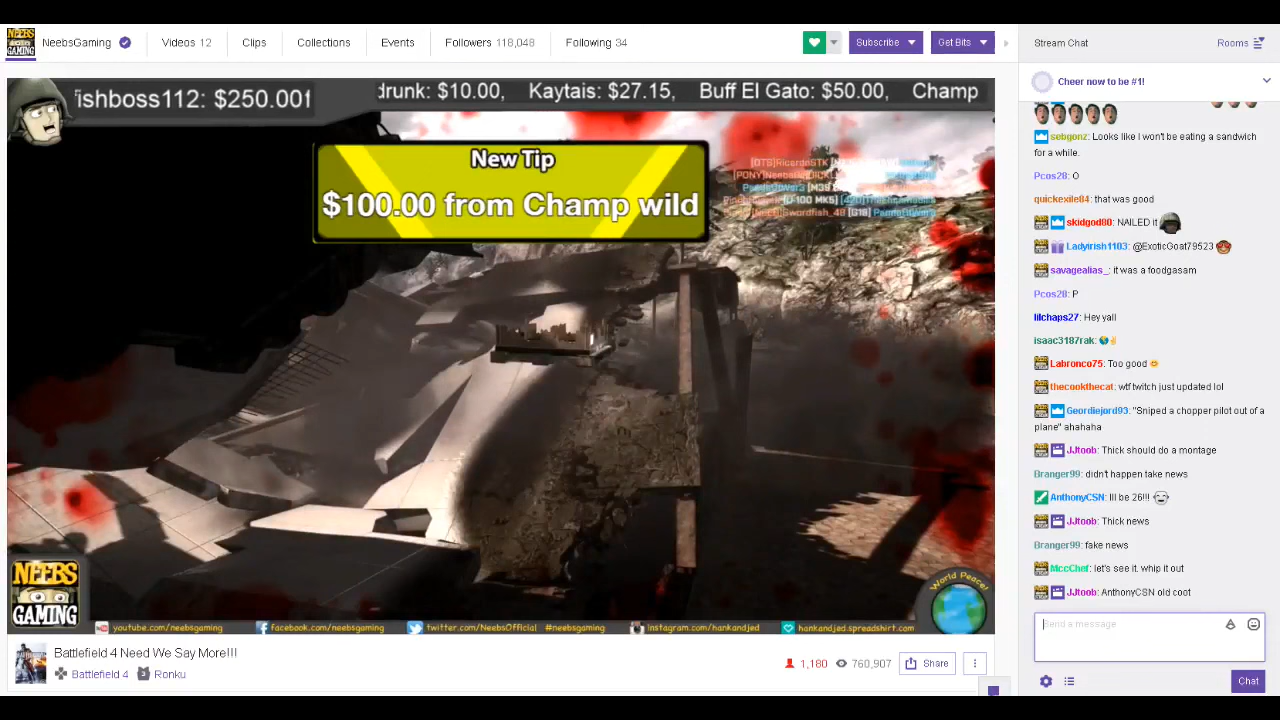 NEEBS GAMING
NeebsGaming
Videos 12
Clips
Collections
Events
Followers 118,048
Following 34
Subscribe
Get Bits
Stream Chat
Rooms
Cheer now to be #1!
ishboss112: $250.00
drunk: $10.00, Kaytais: $27.15, Buff El Gato: $50.00, Champ
New Tip
$100.00 from Champ wild
sebgonz: Looks like I won't be eating a sandwich
for a while.
Pcos28: O
quickexile04: that was good
skidgod80: NAILED it
Ladyirish1103: @ExoticGoat79523
savagealias_: it was a foodgasam
Pcos28: P
lilchaps27: Hey yall
isaac3187rak:
Labronco75: Too good
thecookthecat: wtf twitch just updated lol
Geordiejord93: "Sniped a chopper pilot out of a
plane" ahahaha
JJtoob: Thick should do a montage
Branger99: didn't happen take news
AnthonyCSN: Ill be 26!!!
JJtoob: Thick news
Branger99: fake news
MccChef: let's see it. whip it out
JJtoob: AnthonyCSN old coot
Send a message
Chat
NEEBS
GAMING
World Peace!
youtube.com/neebsgaming
facebook.com/neebsgaming
twitter.com/NeebsOfficial #neebsgaming
instagram.com/hankandjed
hankandjed.spreadshirt.com
Battlefield 4 Need We Say More!!!
Battlefield 4
Ronku
1,180
760,907
Share